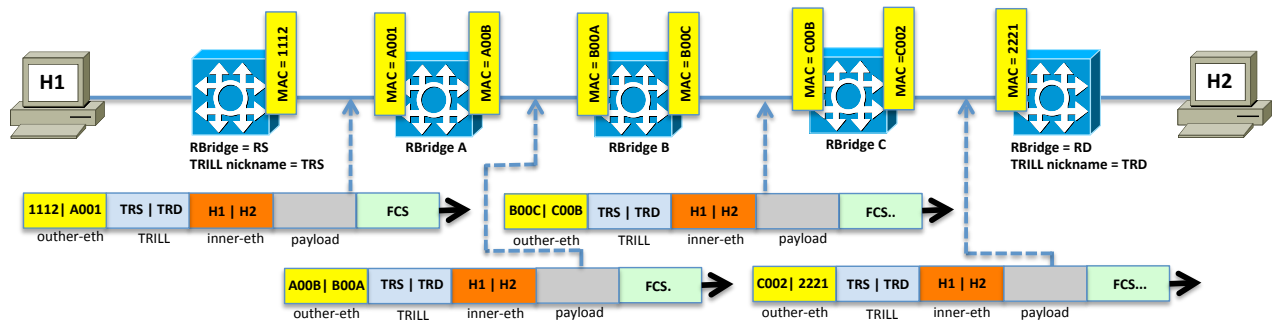 H1
MAC = 1112
MAC = A001
MAC = A00B
MAC = B00A
MAC = B00C
MAC = C00B
MAC =C002
MAC = 2221
H2
RBridge = RS
TRILL nickname = TRS
RBridge A
RBridge B
RBridge C
RBridge = RD
TRILL nickname = TRD
1112| A001 TRS | TRD H1 | H2 FCS
outher-eth TRILL inner-eth payload
B00C| C00B TRS | TRD H1 | H2 FCS..
outher-eth TRILL inner-eth payload
A00B| B00A TRS | TRD H1 | H2 FCS.
outher-eth TRILL inner-eth payload
C002 | 2221 TRS | TRD H1 | H2 FCS...
outher-eth TRILL inner-eth payload